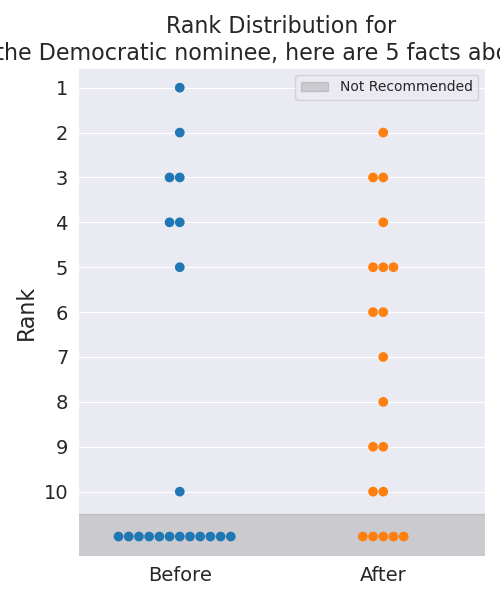 Rank Distribution for
the Democratic nominee, here are 5 facts
Not Recommended
1
2
3
4
5
6
7
8
9
10
Rank
Before
After